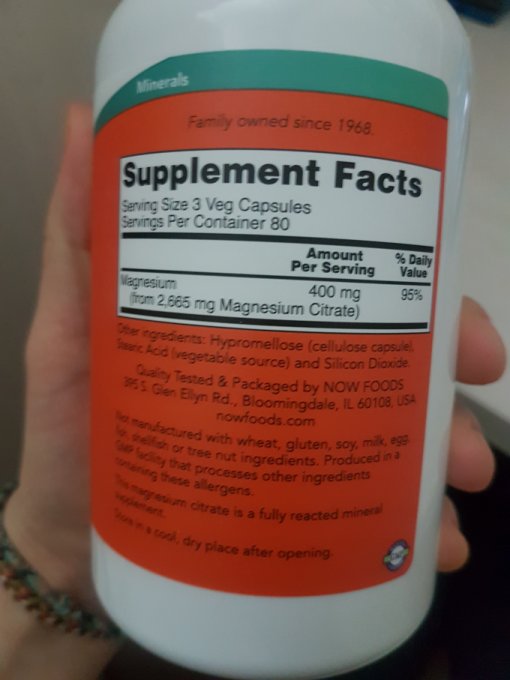 Minerals
Family owned since 1968.
Supplement Facts
Serving Size 3 Veg Capsules
Servings Per Container 80
Amount Per Serving
% Daily Value
Magnesium 400 mg 95%
(from 2,665 mg Magnesium Citrate)
Other ingredients: Hypromellose (cellulose capsule),
Stearic Acid (vegetable source) and Silicon Dioxide.
Quality Tested & Packaged by NOW FOODS
395 S. Glen Ellyn Rd., Bloomingdale, IL 60108, USA
nowfoods.com
Not manufactured with wheat, gluten, soy, milk, egg,
fish, shellfish or tree nut ingredients. Produced in a
GMP facility that processes other ingredients
containing these allergens.
This magnesium citrate is a fully reacted mineral
supplement.
Store in a cool, dry place after opening.